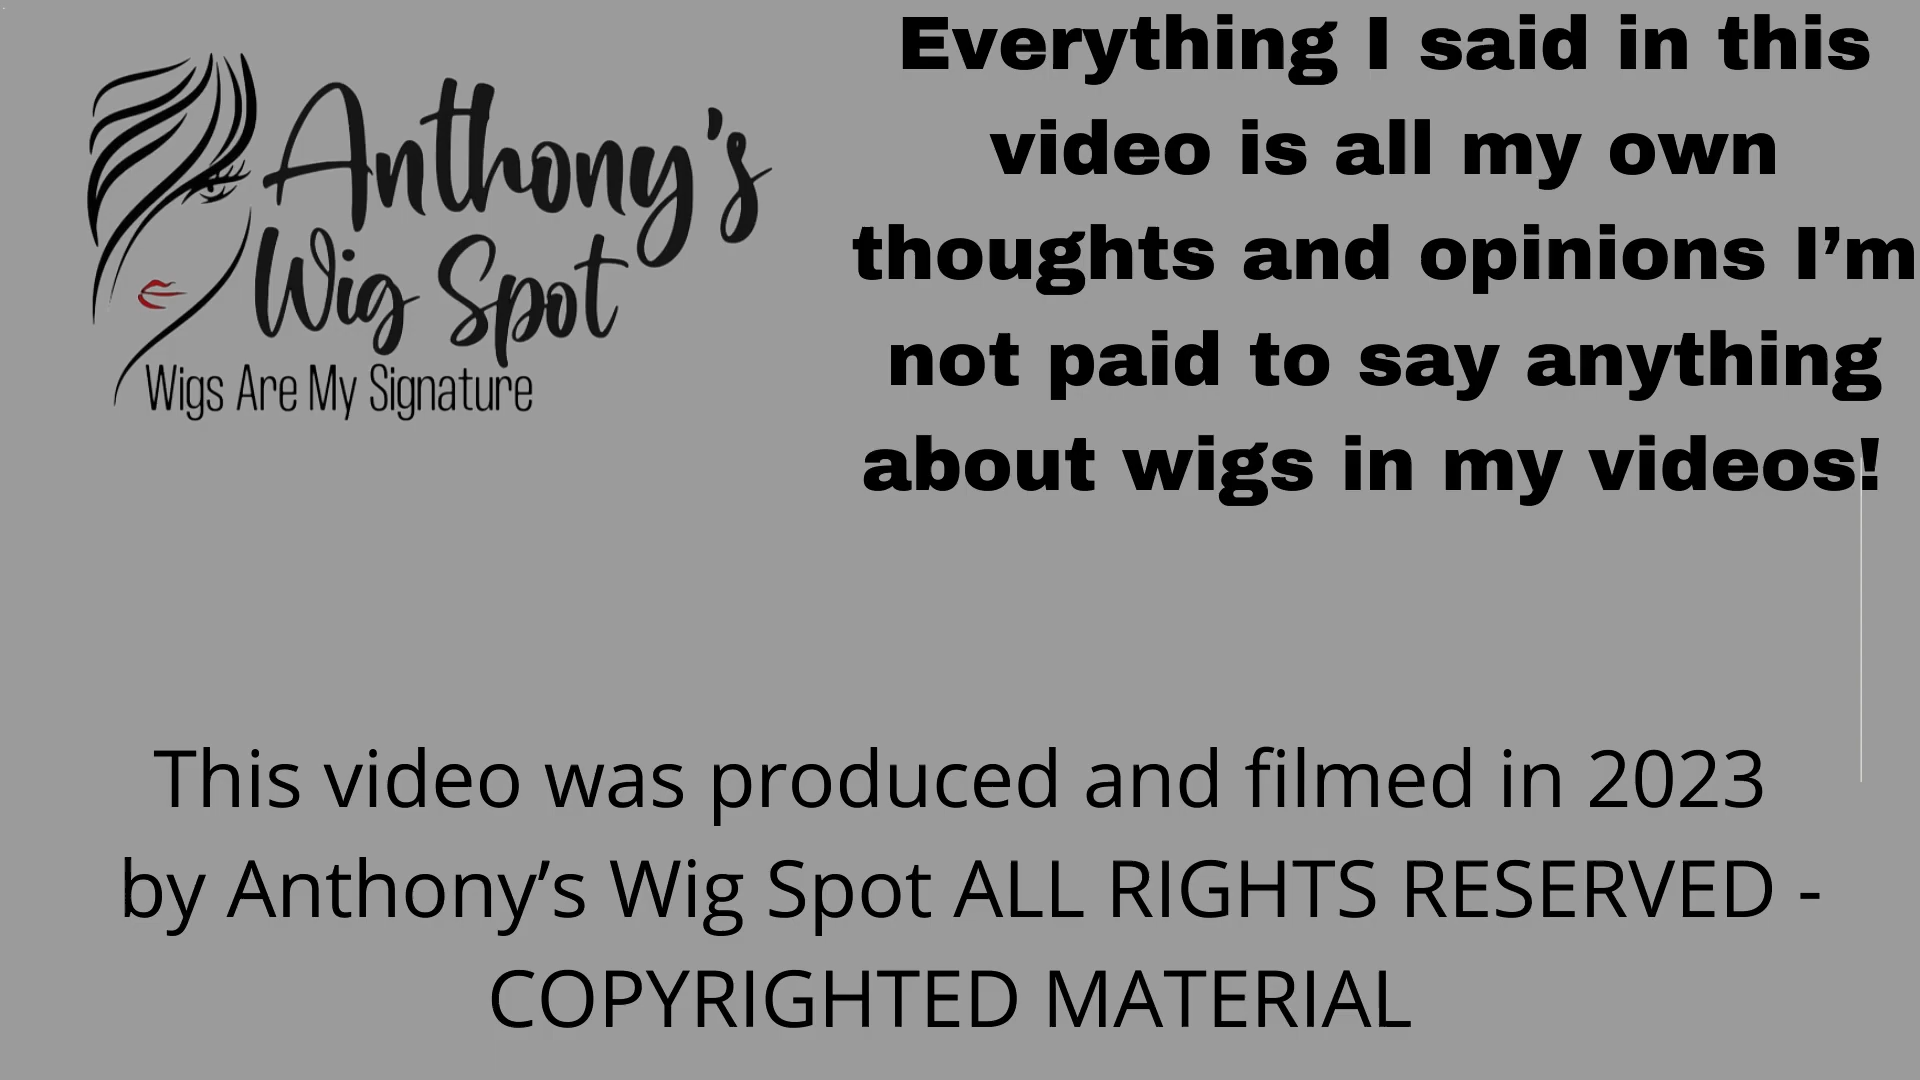 Anthony's
Wig Spot
Wigs Are My Signature
Everything I said in this
video is all my own
thoughts and opinions I’m
not paid to say anything
about wigs in my videos!
This video was produced and filmed in 2023
by Anthony’s Wig Spot ALL RIGHTS RESERVED -
COPYRIGHTED MATERIAL